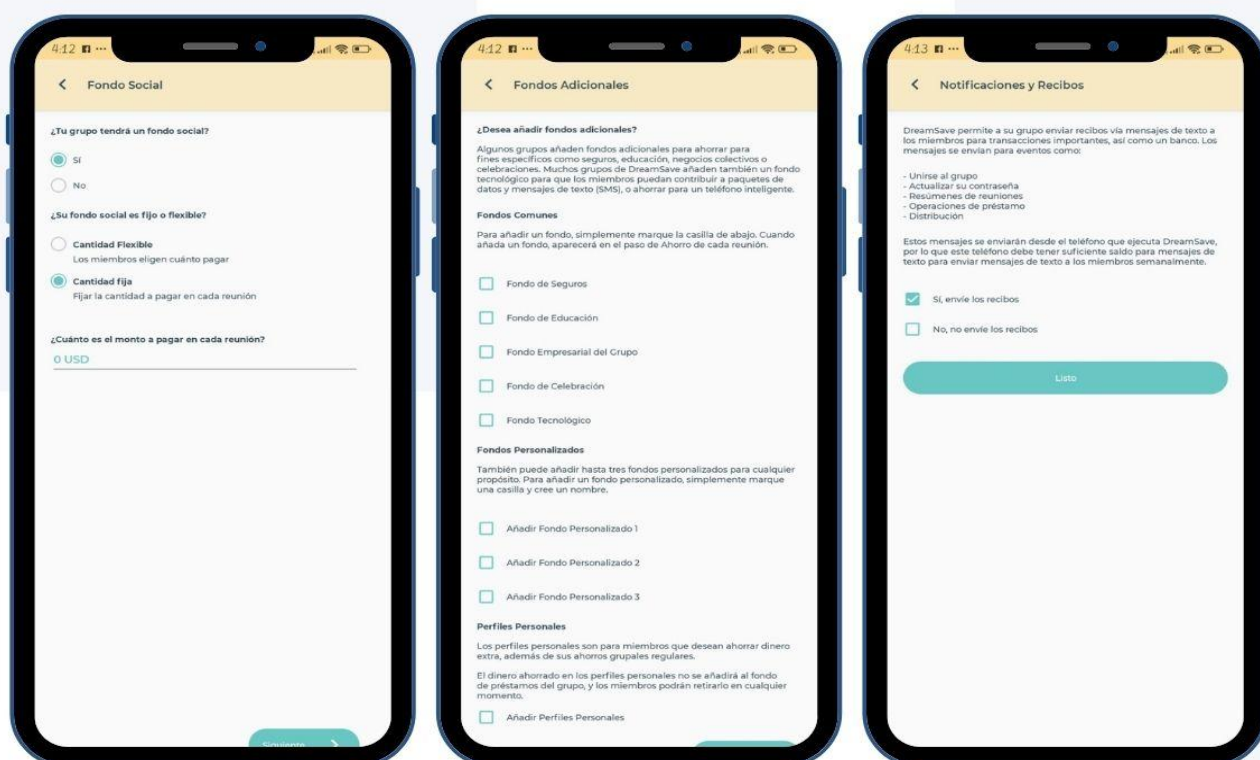 4:12
Fondo Social
¿Tu grupo tendrá un fondo social?
Sí
No
¿Su fondo social es fijo o flexible?
Cantidad Flexible
Los miembros eligen cuánto pagar
Cantidad fija
Fijar la cantidad a pagar en cada reunión
¿Cuánto es el monto a pagar en cada reunión?
0 USD
Siguiente
4:12
Fondos Adicionales
¿Desea añadir fondos adicionales?
Algunos grupos añaden fondos adicionales para ahorrar para
fines específicos como seguros, educación, negocios colectivos o
celebraciones. Muchos grupos de DreamSave añaden también un fondo
tecnológico para que los miembros puedan contribuir a paquetes de
datos y mensajes de texto (SMS), o ahorrar para un teléfono inteligente.
Fondos Comunes
Para añadir un fondo, simplemente marque la casilla de abajo. Cuando
añada un fondo, aparecerá en el paso de Ahorro de cada reunión.
Fondo de Seguros
Fondo de Educación
Fondo Empresarial del Grupo
Fondo de Celebración
Fondo Tecnológico
Fondos Personalizados
También puede añadir hasta tres fondos personalizados para cualquier
propósito. Para añadir un fondo personalizado, simplemente marque
una casilla y cree un nombre.
Añadir Fondo Personalizado 1
Añadir Fondo Personalizado 2
Añadir Fondo Personalizado 3
Perfiles Personales
Los perfiles personales son para miembros que desean ahorrar dinero
extra, además de sus ahorros grupales regulares.
El dinero ahorrado en los perfiles personales no se añadirá al fondo
de préstamos del grupo, y los miembros podrán retirarlo en cualquier
momento.
Añadir Perfiles Personales
4:13
Notificaciones y Recibos
DreamSave permite a su grupo enviar recibos vía mensajes de texto a
los miembros para transacciones importantes, así como un banco. Los
mensajes se envían para eventos como:
- Unirse al grupo
- Actualizar su contraseña
- Resúmenes de reuniones
- Operaciones de préstamo
- Distribución
Estos mensajes se enviarán desde el teléfono que ejecuta DreamSave,
por lo que este teléfono debe tener suficiente saldo para mensajes de
texto para enviar mensajes de texto a los miembros semanalmente.
Sí, envíe los recibos
No, no envíe los recibos
Listo